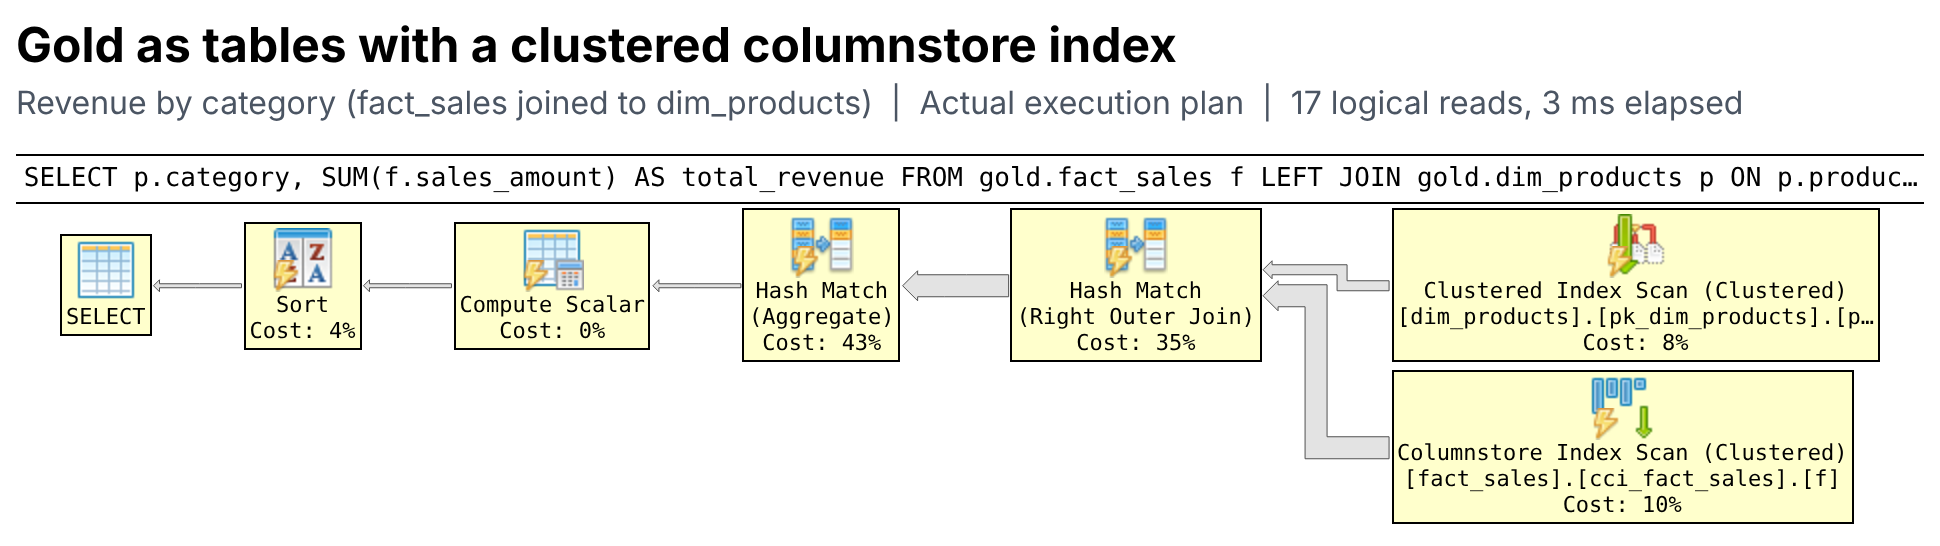 Gold as tables with a clustered columnstore index
Revenue by category (fact_sales joined to dim_products) | Actual execution plan | 17 logical reads, 3 ms elapsed
SELECT p.category, SUM(f.sales_amount) AS total_revenue FROM gold.fact_sales f LEFT JOIN gold.dim_products p ON p.produc…
SELECT
Sort
Cost: 4%
Compute Scalar
Cost: 0%
Hash Match
(Aggregate)
Cost: 43%
Hash Match
(Right Outer Join)
Cost: 35%
Clustered Index Scan (Clustered)
[dim_products].[pk_dim_products].[p…
Cost: 8%
Columnstore Index Scan (Clustered)
[fact_sales].[cci_fact_sales].[f]
Cost: 10%